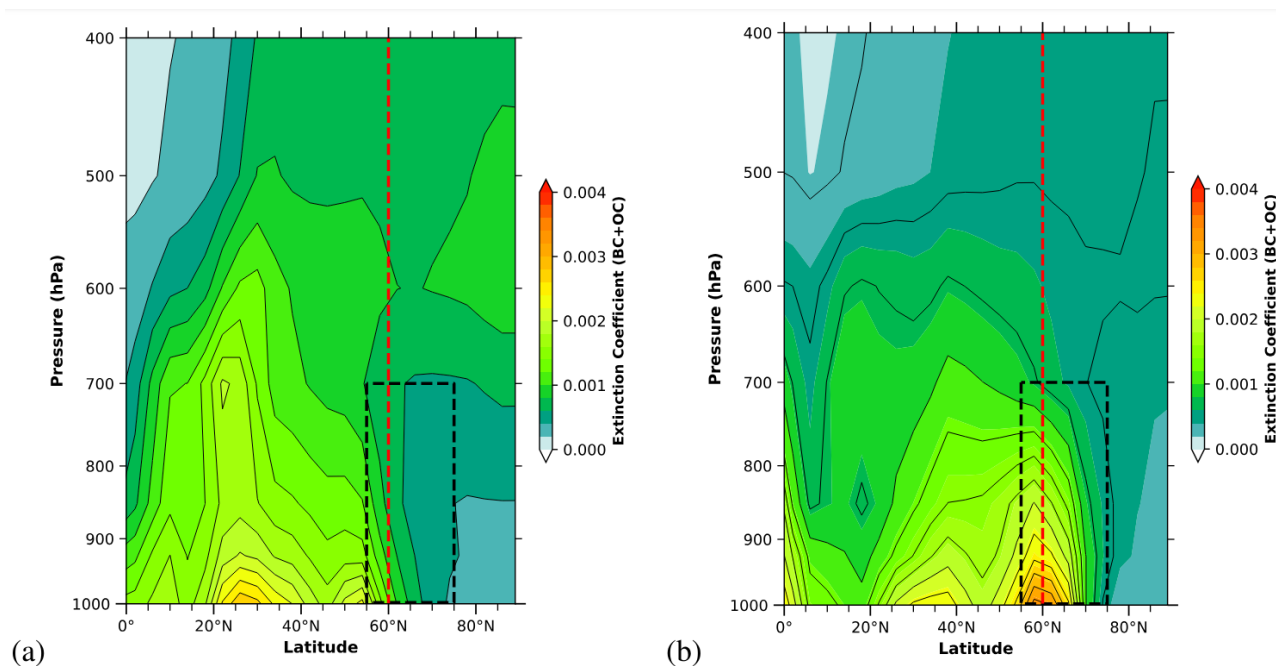 400
500
600
700
800
900
1000
Pressure (hPa)
0°
20°N
40°N
60°N
80°N
Latitude
0.004
0.003
0.002
0.001
0.000
Extinction Coefficient (BC+OC)
(a)
400
500
600
700
800
900
1000
Pressure (hPa)
0°
20°N
40°N
60°N
80°N
Latitude
0.004
0.003
0.002
0.001
0.000
Extinction Coefficient (BC+OC)
(b)